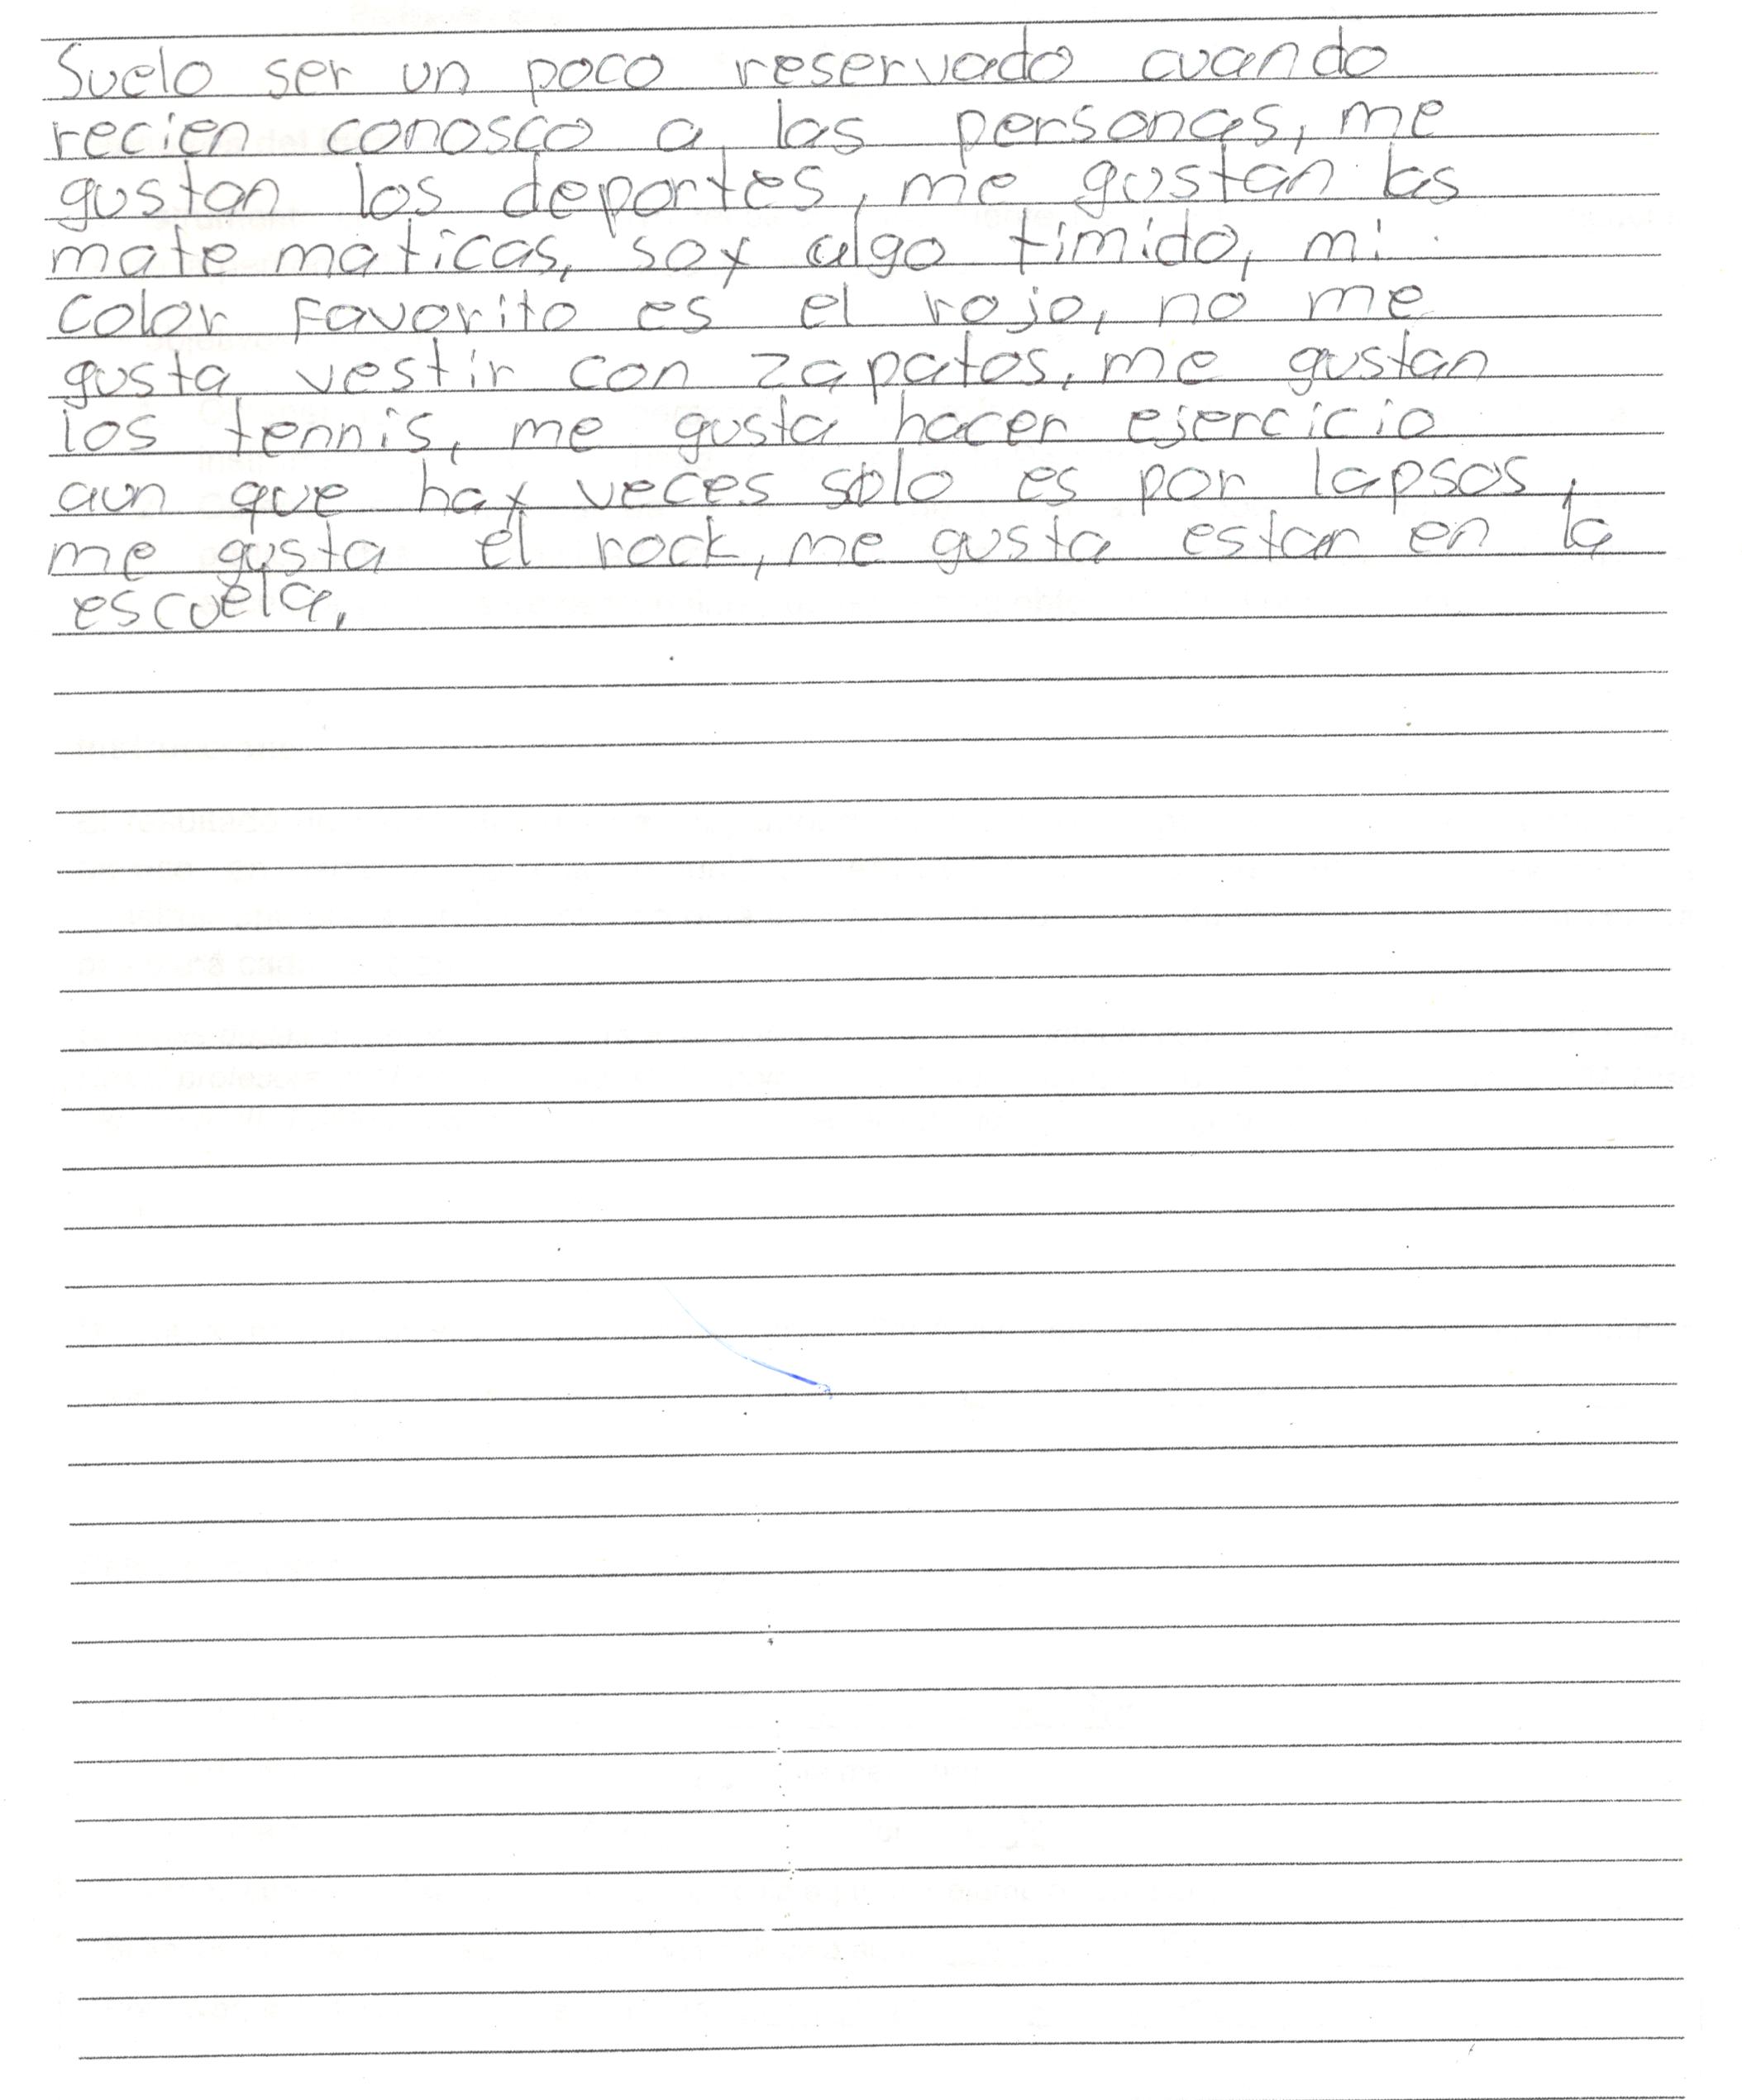 Suelo ser un poco reservado cuando
recien conosco a las personas, me
gustan los deportes, me gustan las
mate maticas, soy algo timido, mi
color favorito es el rojo, no me
gusta vestir con zapatos, me gustan
los tennis, me gusta hacer ejercicio
aun que hay veces solo es por lapsos,
me gusta el rock, me gusta estar en la
escuela.